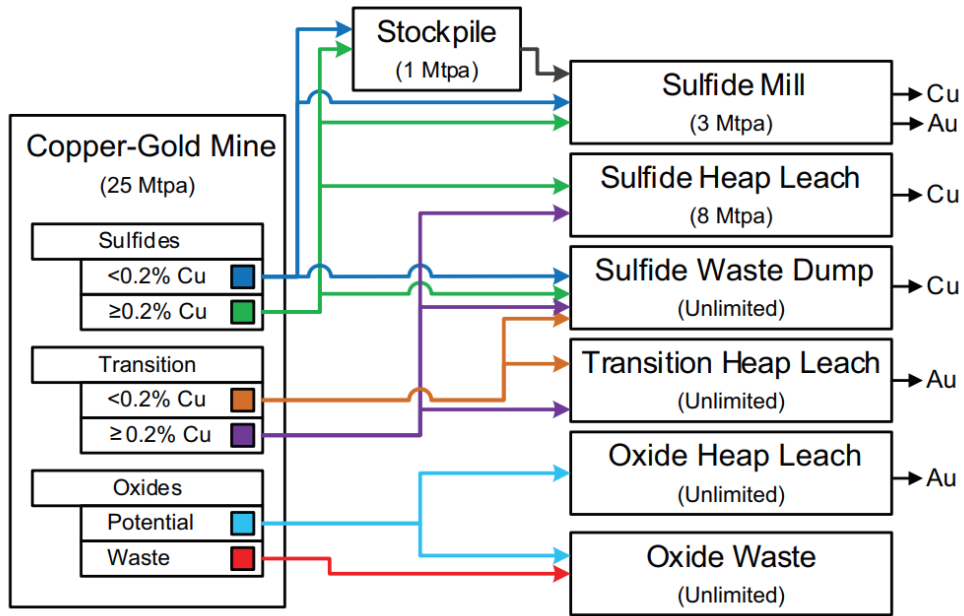 Stockpile
(1 Mtpa)
Sulfide Mill
(3 Mtpa)
Cu
Au
Copper-Gold Mine
(25 Mtpa)
Sulfides
<0.2% Cu
≥0.2% Cu
Transition
<0.2% Cu
≥0.2% Cu
Oxides
Potential
Waste
Sulfide Heap Leach
(8 Mtpa)
Cu
Sulfide Waste Dump
(Unlimited)
Cu
Transition Heap Leach
(Unlimited)
Au
Oxide Heap Leach
(Unlimited)
Au
Oxide Waste
(Unlimited)